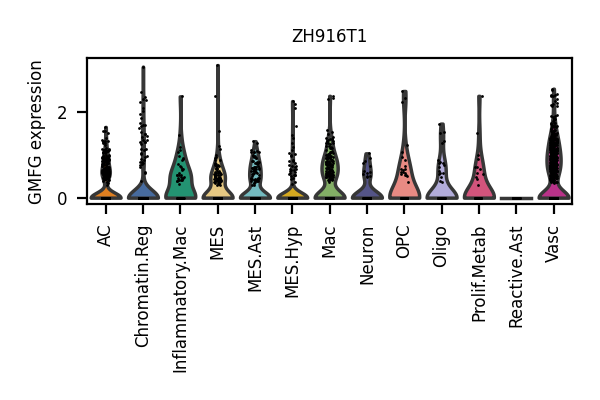 ZH916T1
GMFG expression
2
0
AC
Chromatin.Reg
Inflammatory.Mac
MES
MES.Ast
MES.Hyp
Mac
Neuron
OPC
Oligo
Prolif.Metab
Reactive.Ast
Vasc